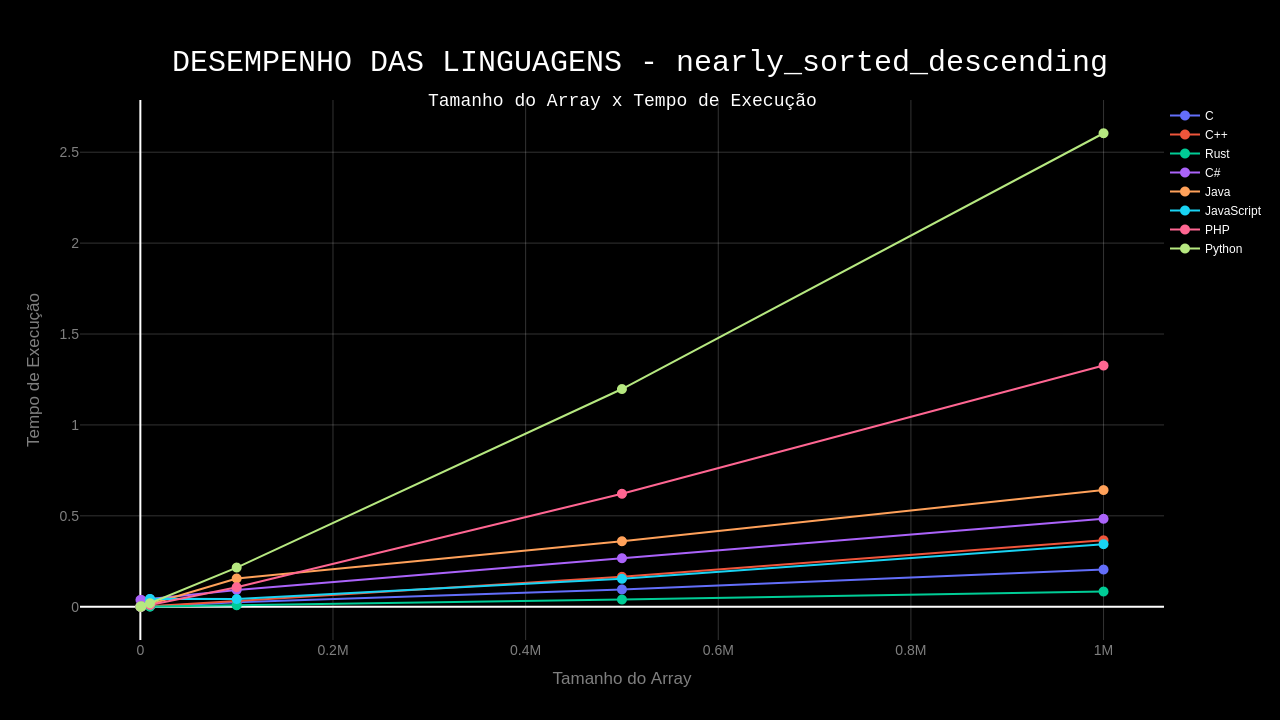 DESEMPENHO DAS LINGUAGENS - nearly_sorted_descending
Tamanho do Array x Tempo de Execução
C
C++
Rust
C#
Java
JavaScript
PHP
Python
Tempo de Execução
2.5
2
1.5
1
0.5
0
0 0.2M 0.4M 0.6M 0.8M 1M
Tamanho do Array